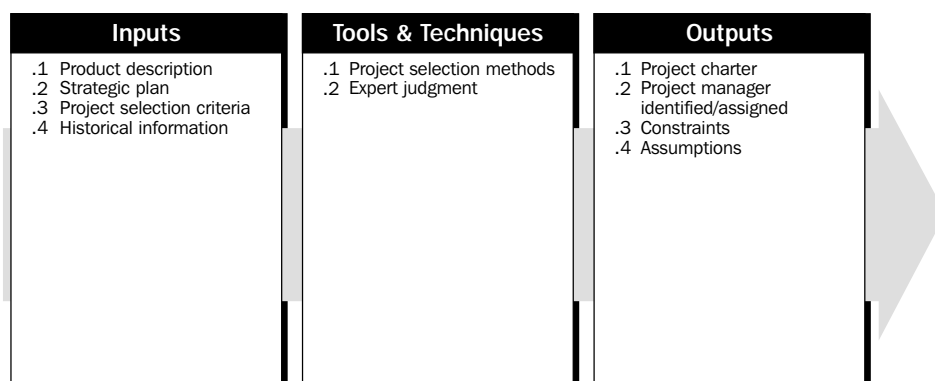 Inputs
.1 Product description
.2 Strategic plan
.3 Project selection criteria
.4 Historical information
Tools & Techniques
.1 Project selection methods
.2 Expert judgment
Outputs
.1 Project charter
.2 Project manager
identified/assigned
.3 Constraints
.4 Assumptions